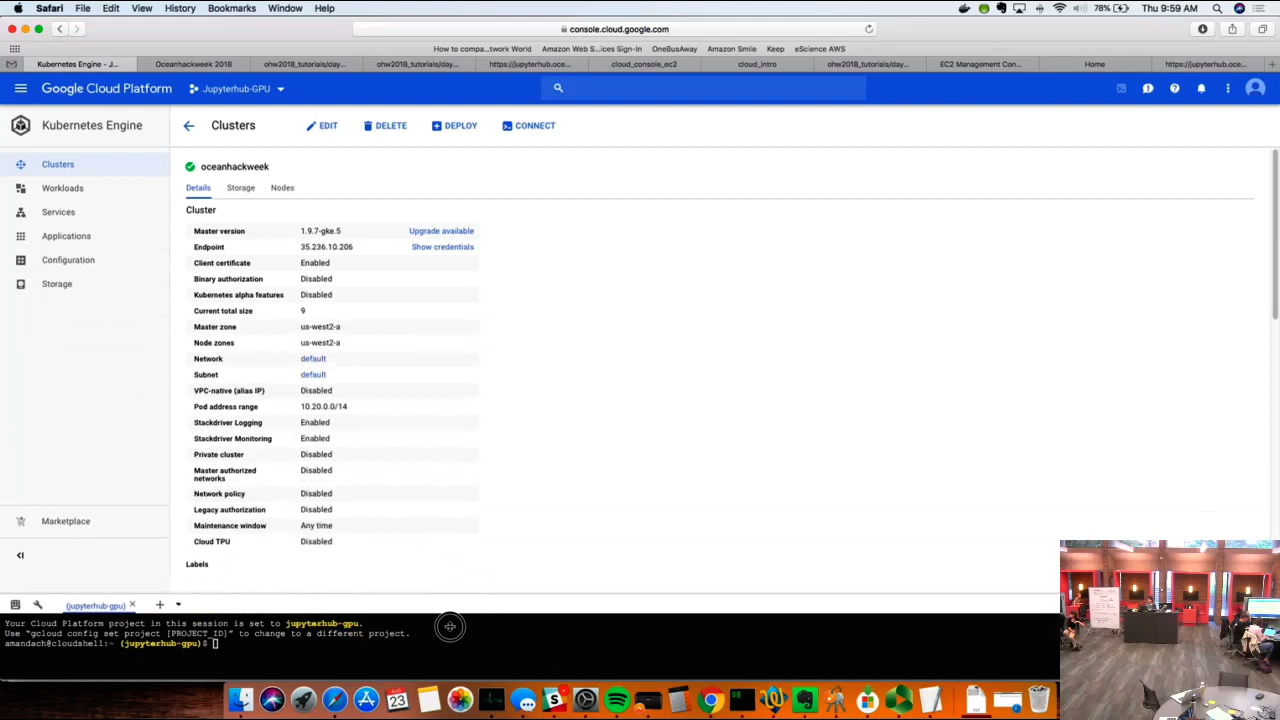 Safari File Edit View History Bookmarks Window Help 78% Thu 9:59 AM
console.cloud.google.com
How to compa...twork World Amazon Web S...ices Sign-In OneBusAway Amazon Smile Keep eScience AWS
Kubernetes Engine - J... Oceanhackweek 2018 ohw2018_tutorials/day... ohw2018_tutorials/day... https://jupyterhub.oce... cloud_console_ec2 cloud_intro ohw2018_tutorials/day... EC2 Management Con... Home https://jupyterhub.oce...
Google Cloud Platform Jupyterhub-GPU
Kubernetes Engine Clusters EDIT DELETE DEPLOY CONNECT
Clusters
Workloads
Services
Applications
Configuration
Storage
Marketplace
oceanhackweek
Details Storage Nodes
Cluster
Master version 1.9.7-gke.5 Upgrade available
Endpoint 35.236.10.206 Show credentials
Client certificate Enabled
Binary authorization Disabled
Kubernetes alpha features Disabled
Current total size 9
Master zone us-west2-a
Node zones us-west2-a
Network default
Subnet default
VPC-native (alias IP) Disabled
Pod address range 10.20.0.0/14
Stackdriver Logging Enabled
Stackdriver Monitoring Enabled
Private cluster Disabled
Master authorized networks Disabled
Network policy Disabled
Legacy authorization Disabled
Maintenance window Any time
Cloud TPU Disabled
Labels
(jupyterhub-gpu)
Your Cloud Platform project in this session is set to jupyterhub-gpu.
Use "gcloud config set project [PROJECT_ID]" to change to a different project.
amandach@cloudshell:~ (jupyterhub-gpu)$
AUG
23